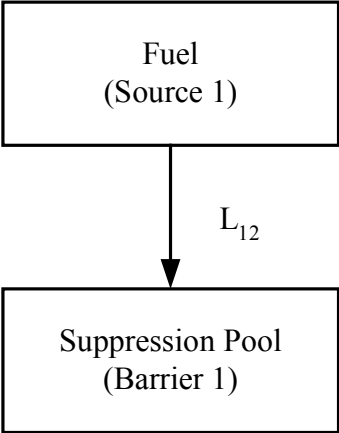 Fuel
(Source 1)
L12
Suppression Pool
(Barrier 1)